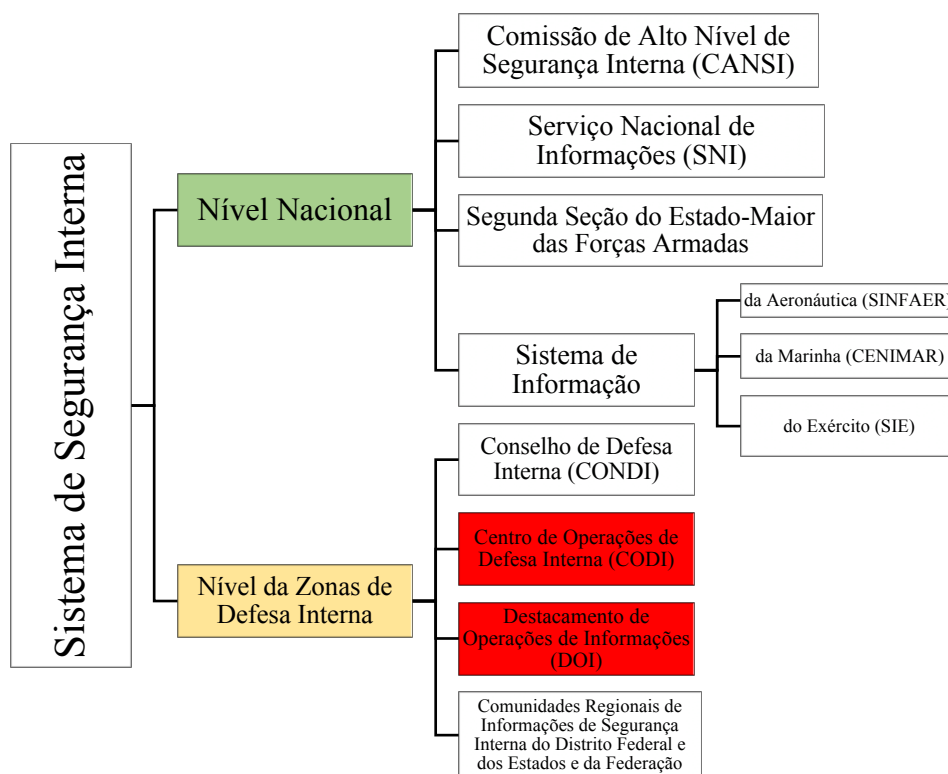 Sistema de Segurança Interna
Nível Nacional
Comissão de Alto Nível de
Segurança Interna (CANSI)
Serviço Nacional de
Informações (SNI)
Segunda Seção do Estado-Maior
das Forças Armadas
Sistema de
Informação
da Aeronáutica (SINFAER)
da Marinha (CENIMAR)
do Exército (SIE)
Nível da Zonas de
Defesa Interna
Conselho de Defesa
Interna (CONDI)
Centro de Operações de
Defesa Interna (CODI)
Destacamento de
Operações de Informações
(DOI)
Comunidades Regionais de
Informações de Segurança
Interna do Distrito Federal e
dos Estados e da Federação